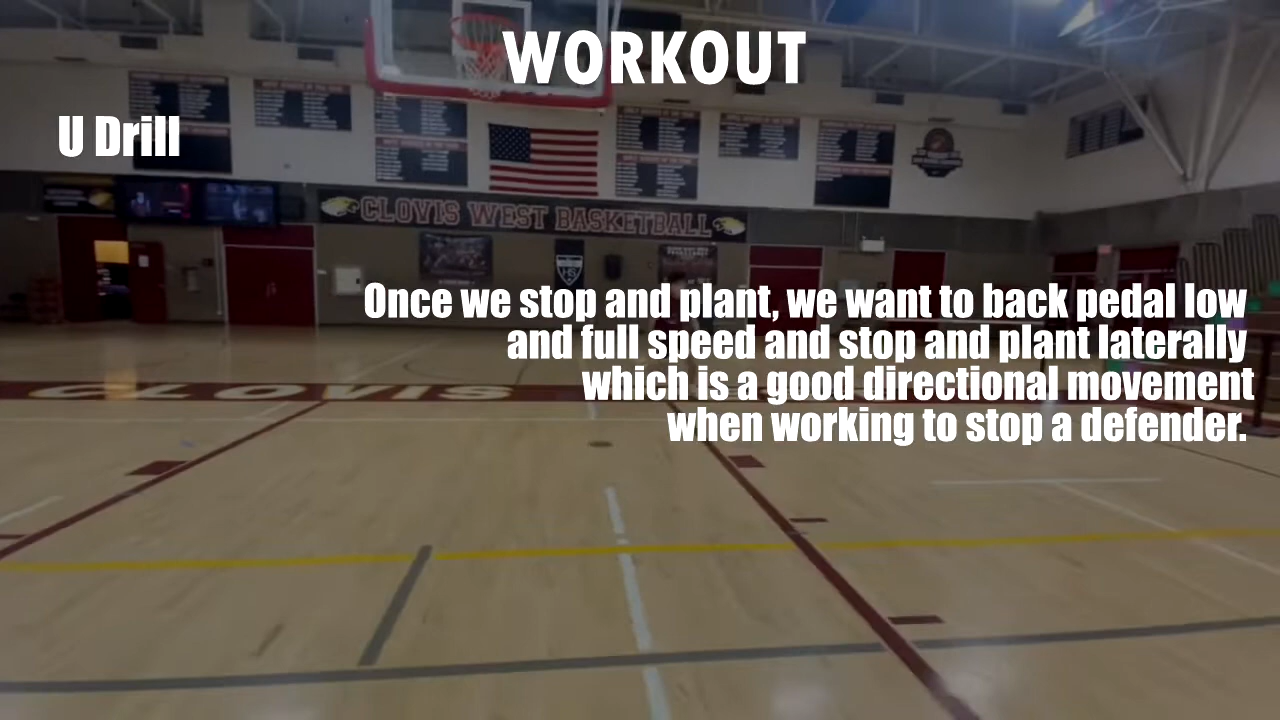 WORKOUT
U Drill
CLOVIS WEST BASKETBALL
HS
Once we stop and plant, we want to back pedal low
and full speed and stop and plant laterally
which is a good directional movement
when working to stop a defender.
CLOVIS